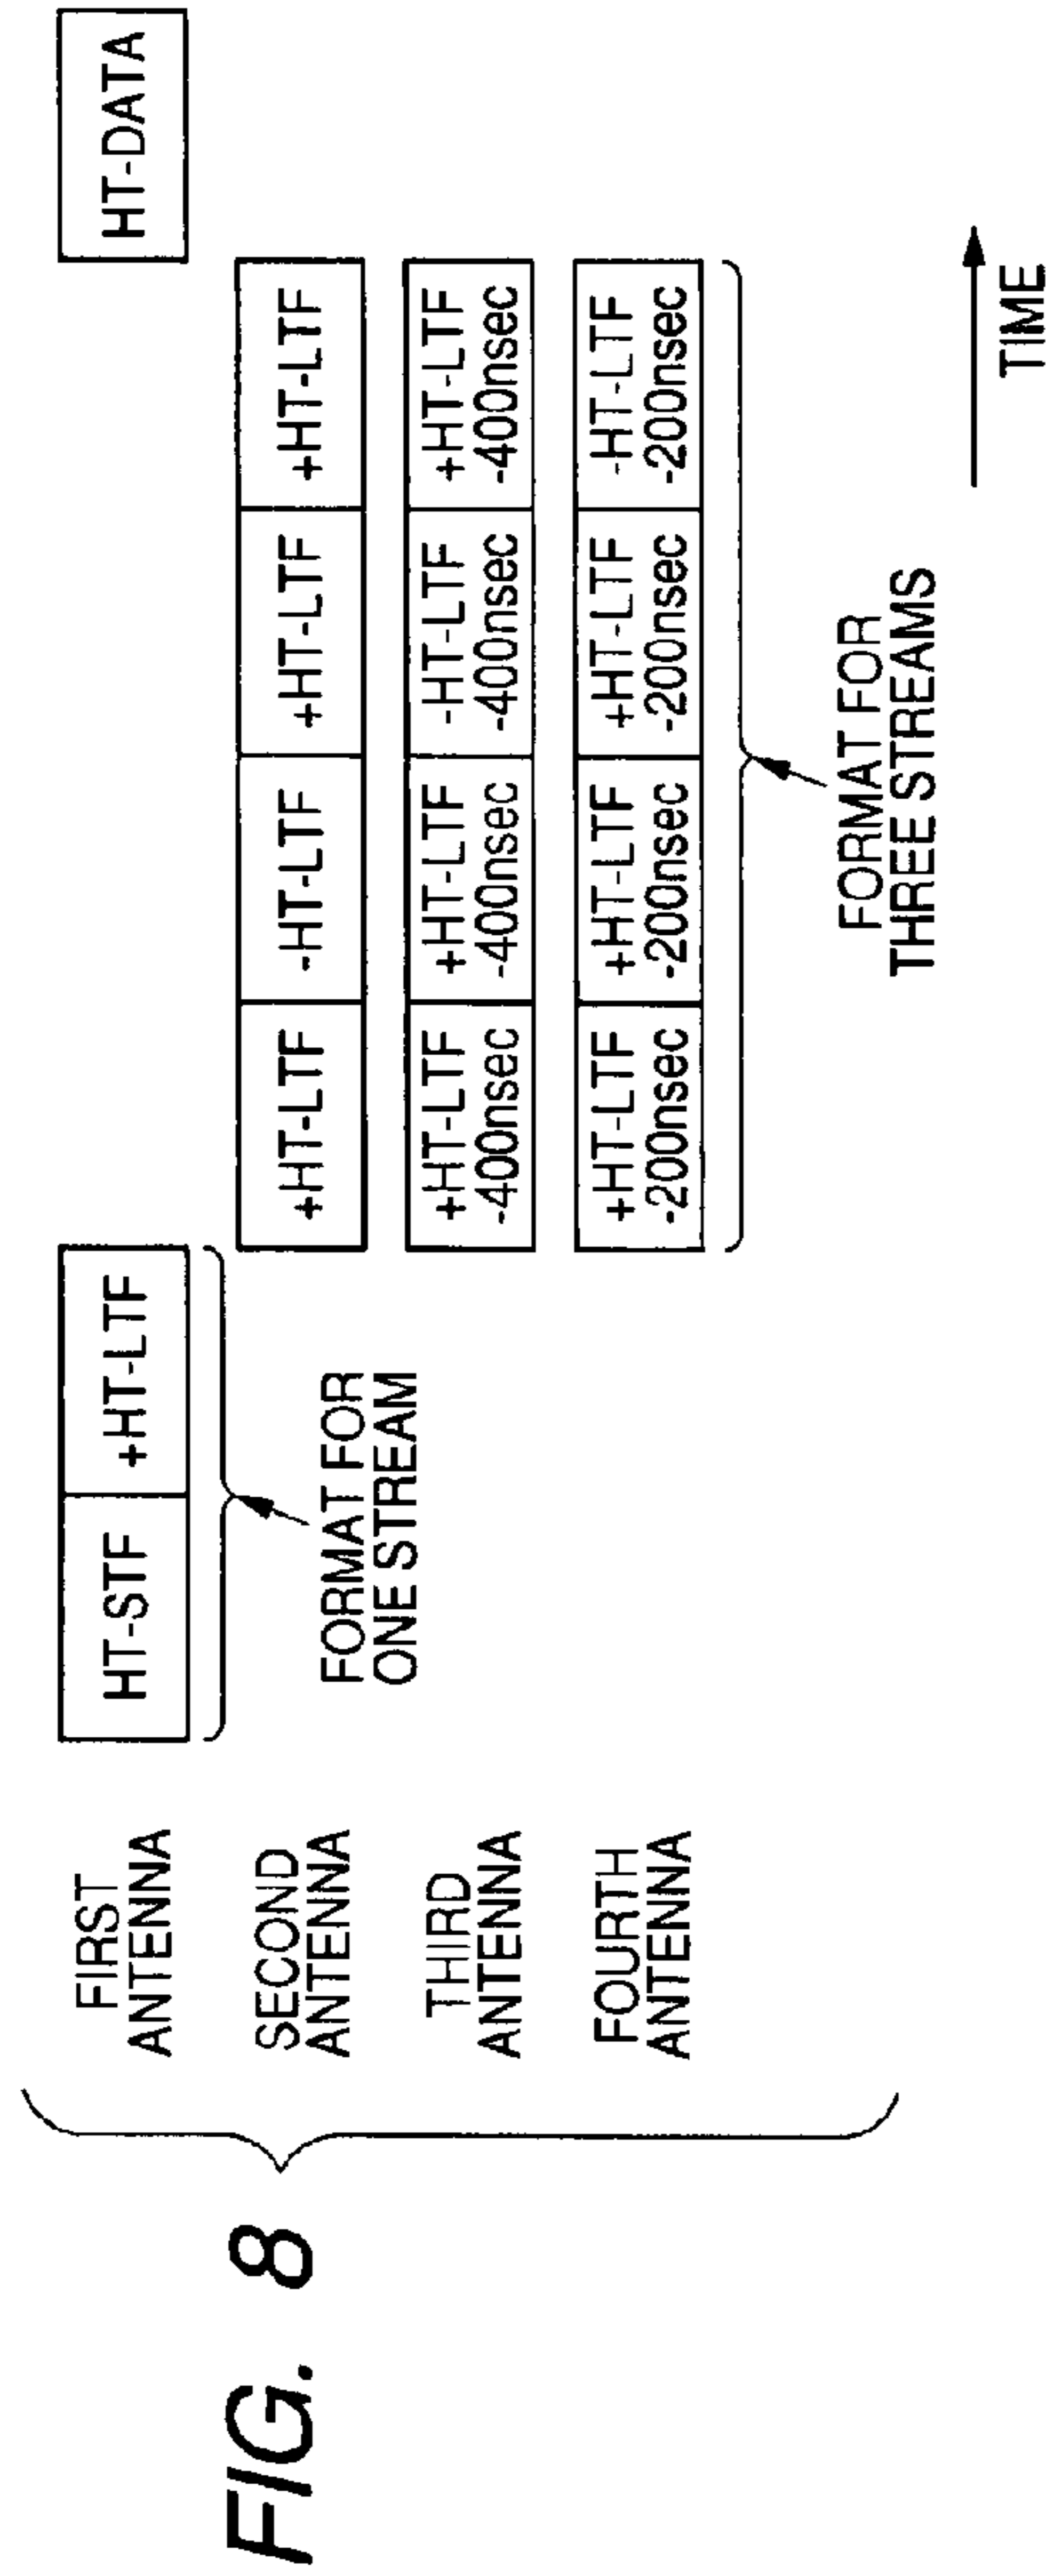 FIG. 8
FIRST
ANTENNA
HT-STF
+HT-LTF
HT-DATA
FORMAT FOR
ONE STREAM
SECOND
ANTENNA
+HT-LTF
-HT-LTF
+HT-LTF
+HT-LTF
THIRD
ANTENNA
+HT-LTF
-400nsec
+HT-LTF
-400nsec
-HT-LTF
-400nsec
+HT-LTF
-400nsec
FOURTH
ANTENNA
+HT-LTF
-200nsec
+HT-LTF
-200nsec
+HT-LTF
-200nsec
-HT-LTF
-200nsec
FORMAT FOR
THREE STREAMS
TIME